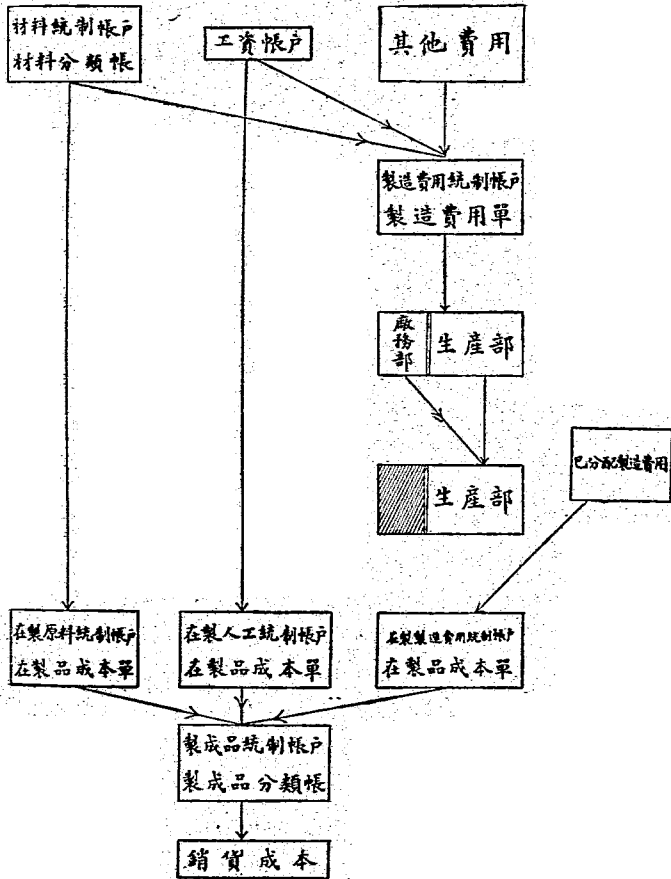 材料統制帳户
材料分類帳
工資帳户
其他費用
製造費用統制帳户
製造費用單
廠務部
生產部
生產部
已分配製造費用
在製原料統制帳户
在製品成本單
在製人工統制帳户
在製品成本單
在製製造費用統制帳户
在製品成本單
製成品統制帳户
製成品分類帳
銷貨成本